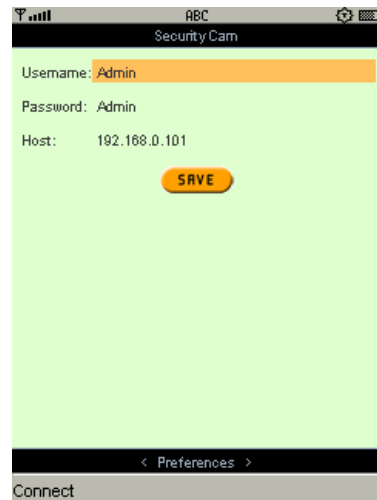 ABC
Security Cam
Username: Admin
Password: Admin
Host: 192.168.0.101
SAVE
< Preferences >
Connect